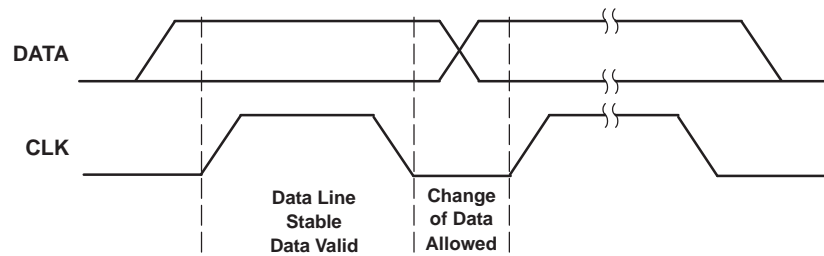 DATA
CLK
Data Line
Stable
Data Valid
Change
of Data
Allowed